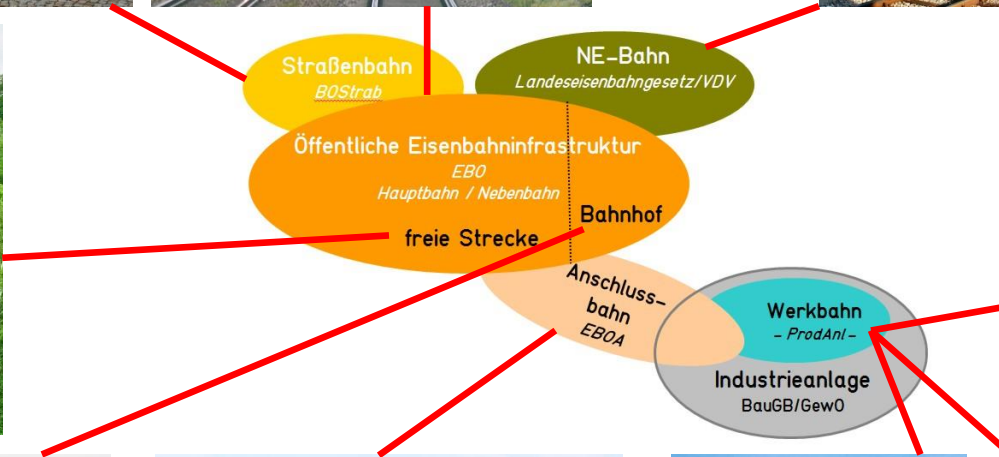 Straßenbahn
BOStrab
NE-Bahn
Landeseisenbahngesetz/VDV
Öffentliche Eisenbahninfrastruktur
EBO
Hauptbahn / Nebenbahn
Bahnhof
freie Strecke
Anschluss-
bahn
EBOA
Werkbahn
- ProdAnl -
Industrieanlage
BauGB/GewO